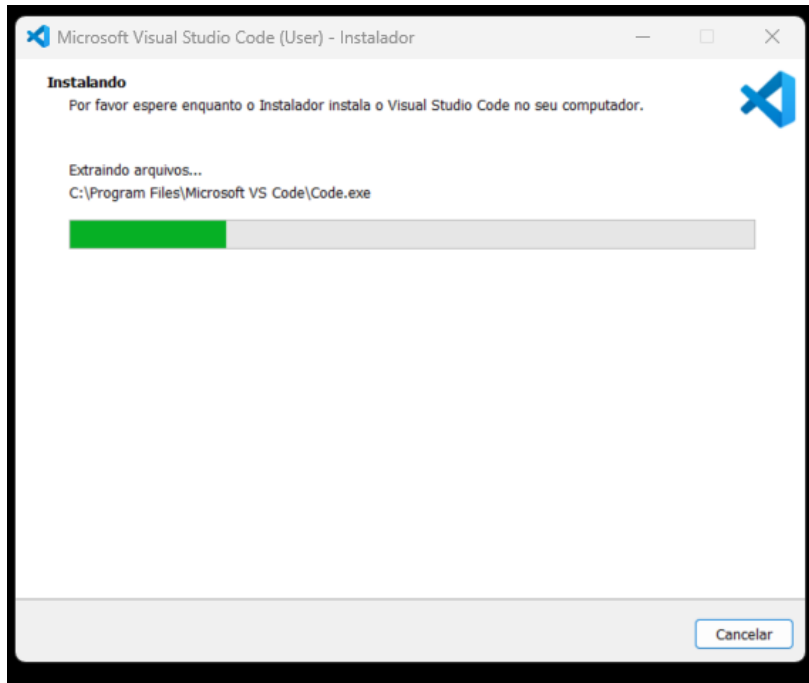 Microsoft Visual Studio Code (User) - Instalador
Instalando
Por favor espere enquanto o Instalador instala o Visual Studio Code no seu computador.
Extraindo arquivos...
C:\Program Files\Microsoft VS Code\Code.exe
Cancelar